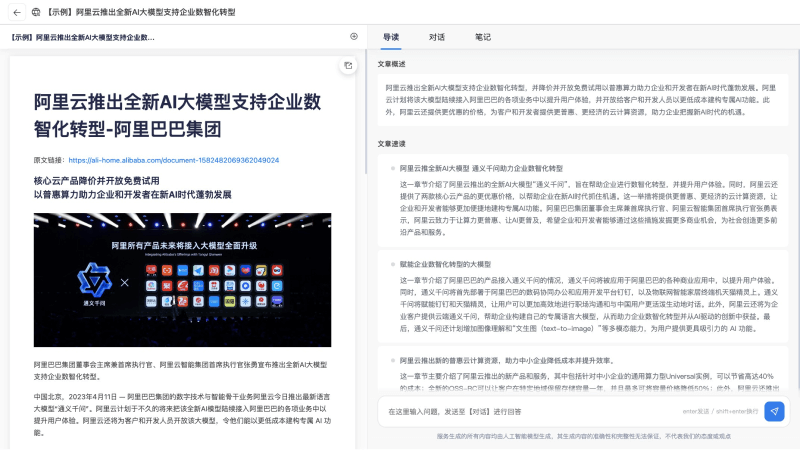 【示例】阿里云推出全新AI大模型支持企业数智化转型
【示例】阿里云推出全新AI大模型支持企业数...
阿里云推出全新AI大模型支持企业数
智化转型-阿里巴巴集团
原文链接：https://ali-home.alibaba.com/document-1582482069362049024
核心云产品降价并开放免费试用
以普惠算力助力企业和开发者在新AI时代蓬勃发展
阿里所有产品未来将接入大模型全面升级
Integrating Alibaba's Offerings with Tongyi Qianwen
通义千问
阿里巴巴集团董事会主席兼首席执行官、阿里云智能集团首席执行官张勇宣布推出全新AI大模型
支持企业数智化转型。
中国北京，2023年4月11日 — 阿里巴巴集团的数字技术与智能骨干业务阿里云今日推出最新语言
大模型“通义千问”。阿里云计划于不久的将来把该全新AI模型陆续接入阿里巴巴的各项业务中以
提升用户体验。阿里云还将为客户和开发人员开放该大模型，令他们能以更低成本建构专属 AI 功
能。
导读
对话
笔记
文章概述
阿里云推出全新AI大模型支持企业数智化转型，并降价并开放免费试用以普惠算力助力企业和开发者在新AI时代蓬勃发展。阿里
云计划将该大模型陆续接入阿里巴巴的各项业务中以提升用户体验，并开放给客户和开发人员以更低成本建构专属AI功能。此
外，阿里云还提供更优惠的价格，为客户和开发者提供更普惠、更经济的云计算资源，助力企业把握新AI时代的机遇。
文章速读
阿里云推全新AI大模型 通义千问助力企业数智化转型
这一章节介绍了阿里云推出的全新AI大模型“通义千问”，旨在帮助企业进行数智化转型，并提升用户体验。同时，阿里云还提
供了两款核心云产品的更优惠价格，以帮助企业在新AI时代抓住机遇。这一举措将提供更普惠、更经济的云计算资源，让
企业和开发者能够更加便捷地建构专属AI功能。阿里巴巴集团董事会主席兼首席执行官、阿里云智能集团首席执行官张勇表
示，阿里云致力于让算力更普惠、让AI更普及，希望企业和开发者能够通过这些措施发掘更多商业机会，为社会创造更多前
沿产品和服务。
赋能企业数智化转型的大模型
这一章节介绍了阿里巴巴的产品接入通义千问的情况，通义千问将被应用于阿里巴巴的各种商业应用中，以提升用户体验。
同时，通义千问将首先部署于阿里巴巴的数码协同办公和应用开发平台钉钉，以及物联网智能家居终端机天猫精灵上。通义
千问将赋能钉钉和天猫精灵，让用户可以更加高效地进行职场沟通和与中国用户更活泼生动地对话。此外，阿里云还将为企
业客户提供云端通义千问，帮助企业构建自己的专属语言大模型，从而助力企业数智化转型并从AI驱动的创新中获益。最
后，通义千问还计划增加图像理解和“文生图（text-to-image）”等多模态能力，为用户提供更具吸引力的 AI 功能。
阿里云推出新的普惠云计算资源，助力中小企业降低成本并提升效率。
这一章节主要介绍了阿里云推出的新产品和服务，其中包括针对中小企业的通用算力型Universal实例，可以节省高达40%
的成本；全新的OSS-RC可以让客户在特定地域保留存储容量一年，并且最多可将容量价格降低50%；此外，阿里云还推出
在这里输入问题，发送至【对话】进行回答
enter发送 / shift+enter换行
服务生成的所有内容均由人工智能模型生成，其生成内容的准确性和完整性无法保证，不代表我们的态度或观点